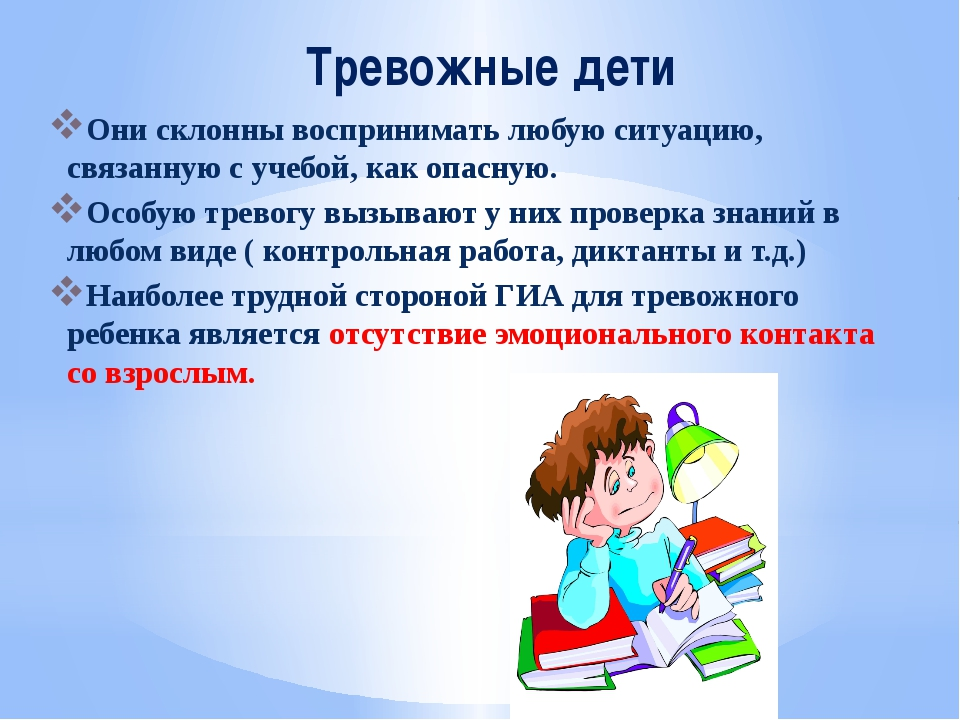 Тревожные дети
Они склонны воспринимать любую ситуацию,
связанную с учебой, как опасную.
Особую тревогу вызывают у них проверка знаний в
любом виде ( контрольная работа, диктанты и т.д.)
Наиболее трудной стороной ГИА для тревожного
ребенка является отсутствие эмоционального контакта
со взрослым.